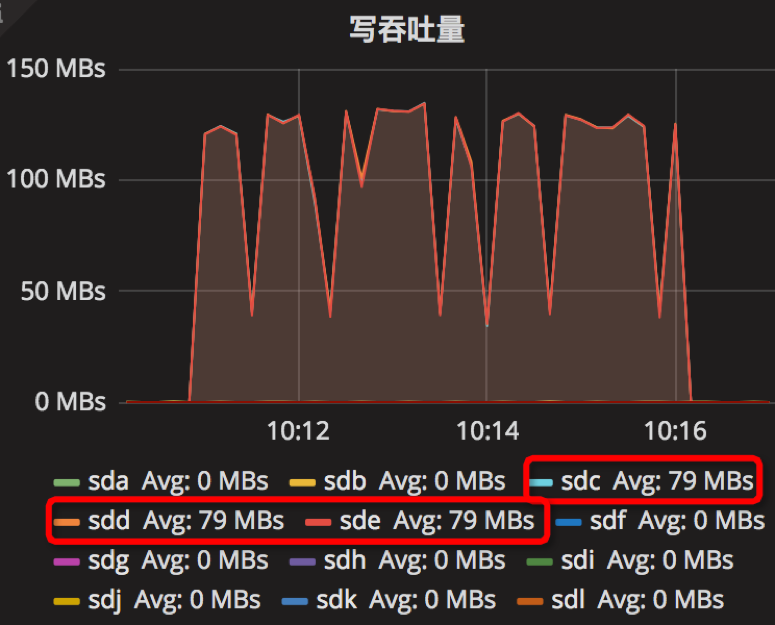 写吞吐量
150 MBs
100 MBs
50 MBs
0 MBs
10:12 10:14 10:16
sda Avg: 0 MBs sdb Avg: 0 MBs sdc Avg: 79 MBs
sdd Avg: 79 MBs sde Avg: 79 MBs sdf Avg: 0 MBs
sdg Avg: 0 MBs sdh Avg: 0 MBs sdi Avg: 0 MBs
sdj Avg: 0 MBs sdk Avg: 0 MBs sdl Avg: 0 MBs